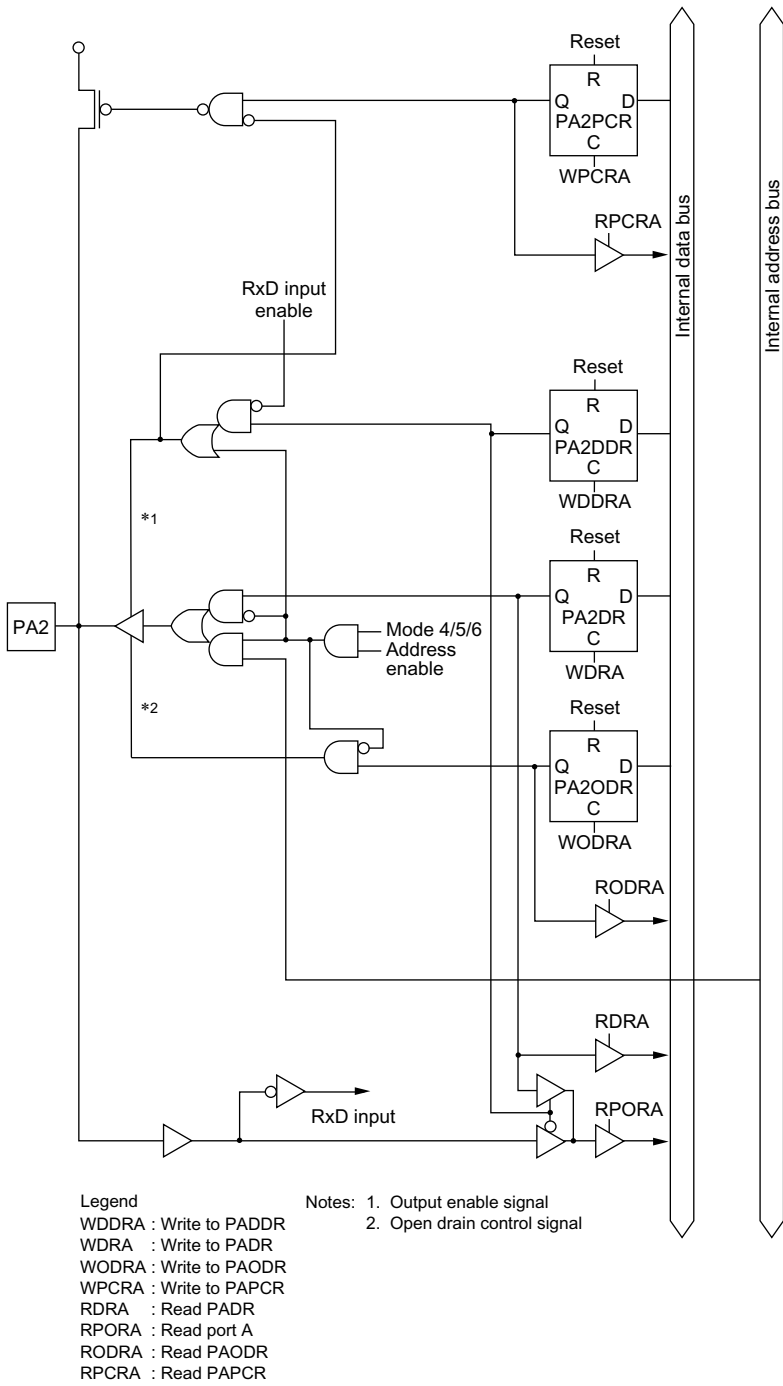 Reset
R
Q D
PA2PCR
C
WPCRA
RPCRA
Internal data bus
Internal address bus
RxD input
enable
Reset
R
Q D
PA2DDR
C
WDDRA
*1
Reset
R
Q D
PA2DR
C
WDRA
PA2
Mode 4/5/6
Address
enable
*2
Reset
R
Q D
PA2ODR
C
WODRA
RODRA
RDRA
RxD input
RPORA
Legend
WDDRA : Write to PADDR
WDRA : Write to PADR
WODRA : Write to PAODR
WPCRA : Write to PAPCR
RDRA : Read PADR
RPORA : Read port A
RODRA : Read PAODR
RPCRA : Read PAPCR
Notes: 1. Output enable signal
2. Open drain control signal